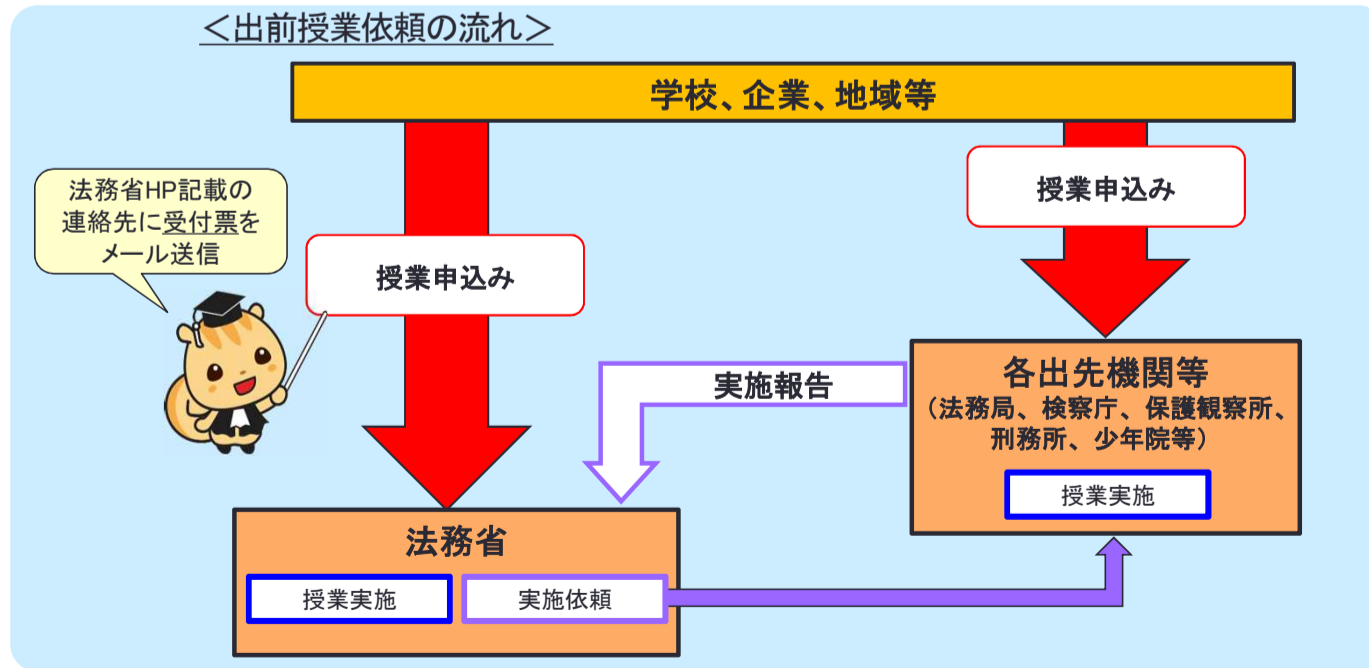 ＜出前授業依頼の流れ＞
学校、企業、地域等
法務省HP記載の
連絡先に受付票を
メール送信
授業申込み
授業申込み
実施報告
各出先機関等
（法務局、検察庁、保護観察所、
刑務所、少年院等）
授業実施
法務省
授業実施
実施依頼